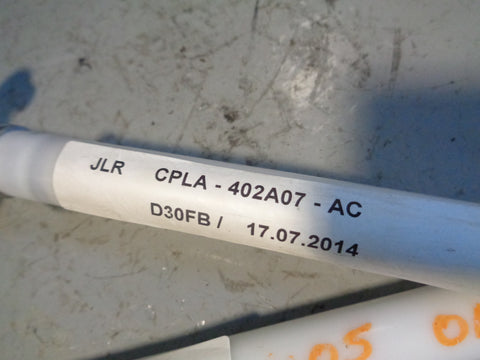 JLR CPLA - 402A07 - AC
D30FB / 17.07.2014